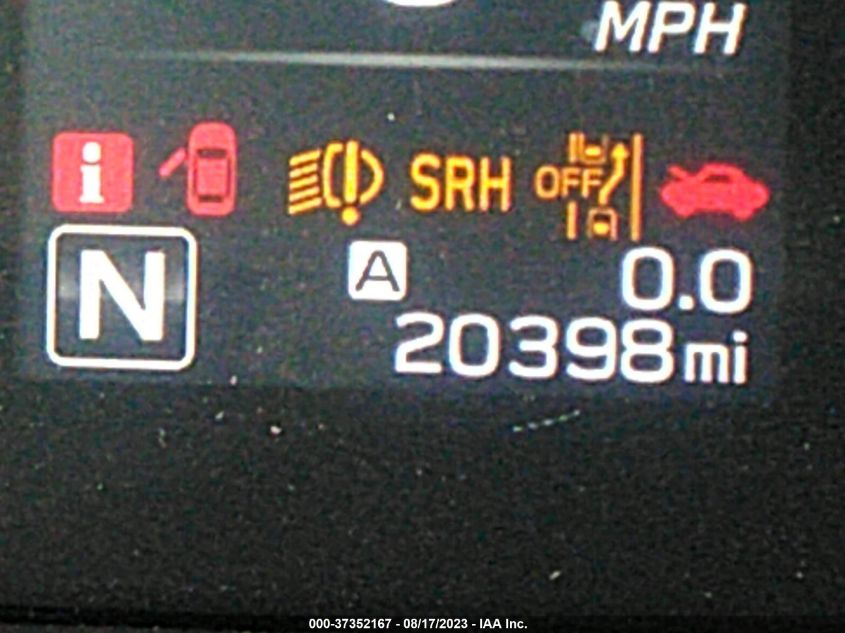 MPH
i SRH OFF
N A 0.0
20398mi
000-37352167 - 08/17/2023 - IAA Inc.